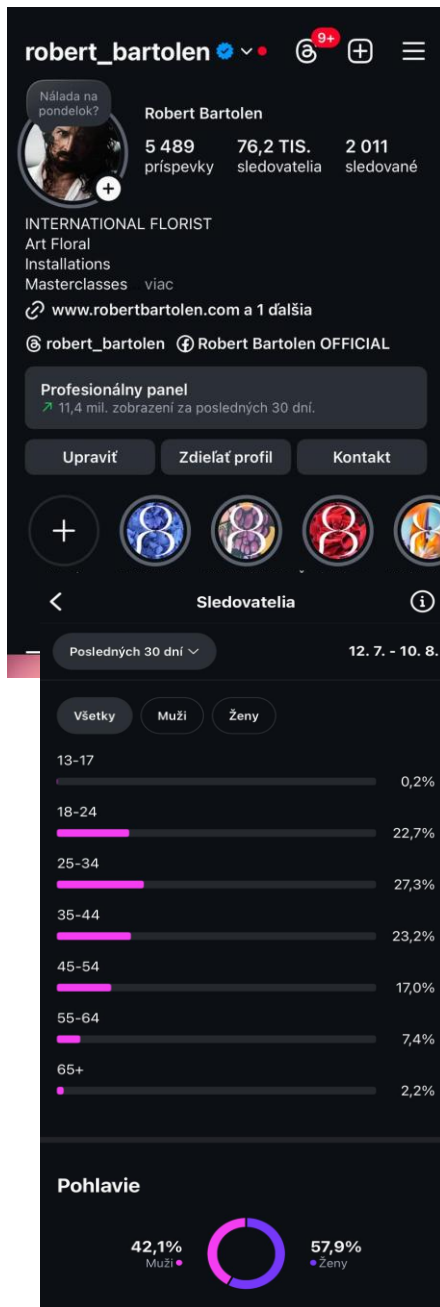 robert_bartolen
9+
Nálada na
pondelok?
Robert Bartolen
5 489 76,2 TIS. 2 011
príspevky sledovatelia sledované
INTERNATIONAL FLORIST
Art Floral
Installations
Masterclasses viac
www.robertbartolen.com a 1 ďalšia
robert_bartolen Robert Bartolen OFFICIAL
Profesionálny panel
11,4 mil. zobrazení za posledných 30 dní.
Upraviť Zdieľať profil Kontakt
8 8 8
Sledovatelia
Posledných 30 dní 12. 7. - 10. 8.
Všetky Muži Ženy
13-17
0,2%
18-24
22,7%
25-34
27,3%
35-44
23,2%
45-54
17,0%
55-64
7,4%
65+
2,2%
Pohlavie
42,1% 57,9%
Muži Ženy